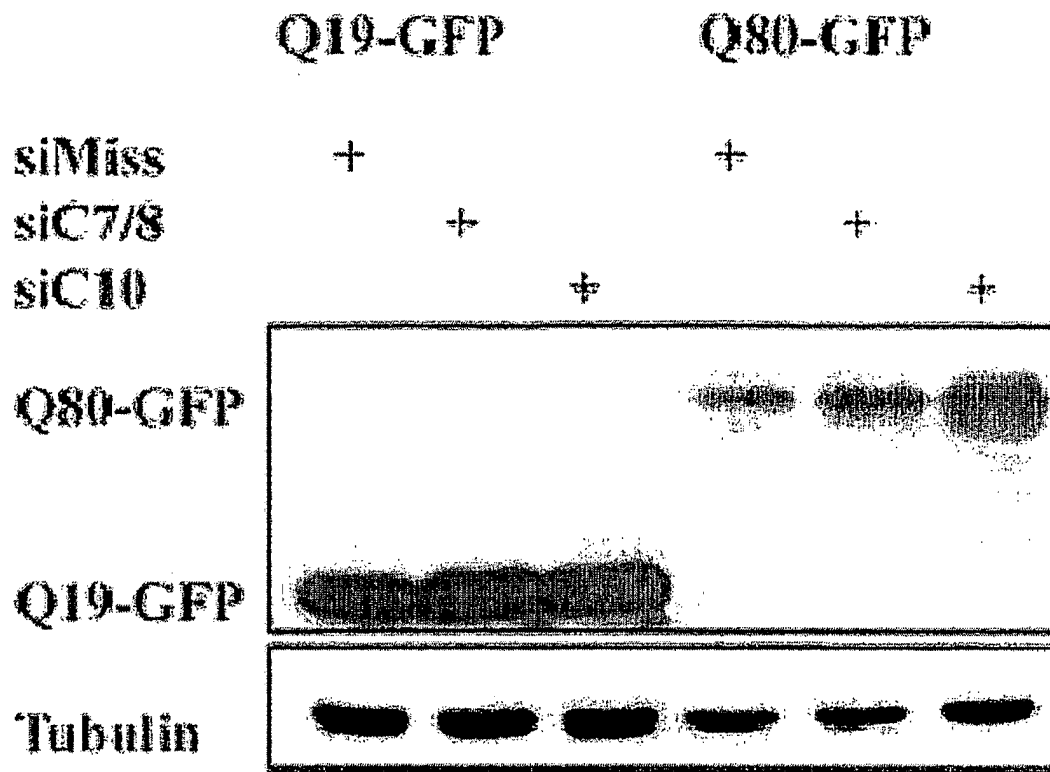 Q19-GFP Q80-GFP
siMiss + +
siC7/8 + +
siC10 + +
Q80-GFP
Q19-GFP
Tubulin